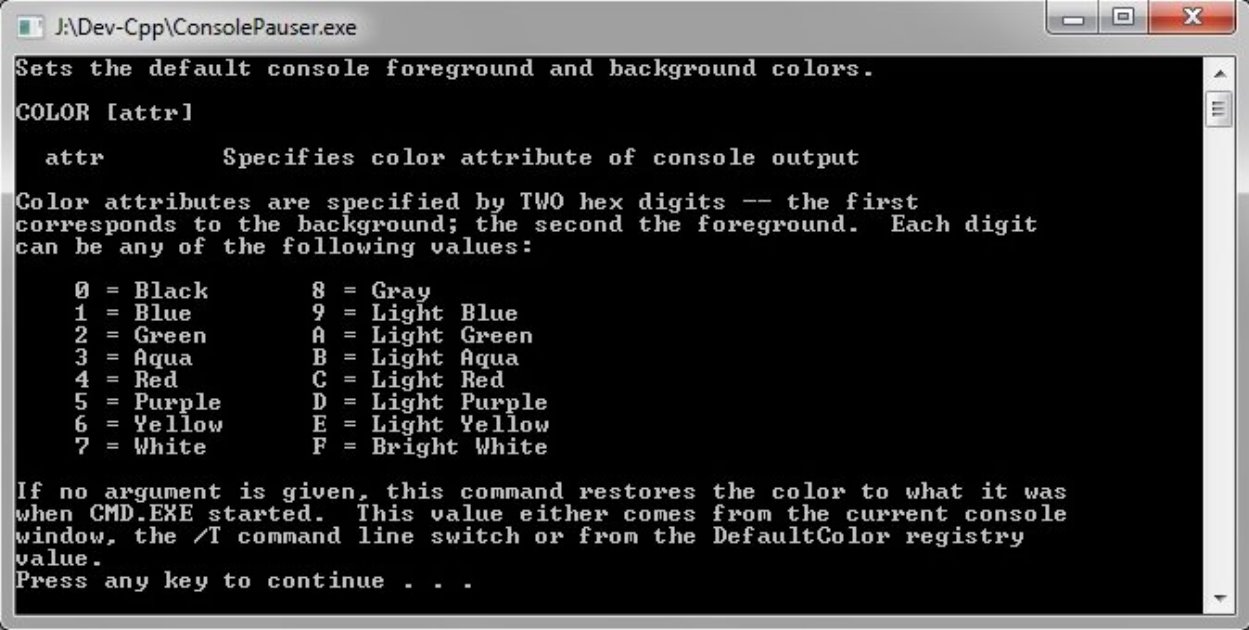 J:\Dev-Cpp\ConsolePauser.exe
Sets the default console foreground and background colors.
COLOR [attr]
attr Specifies color attribute of console output
Color attributes are specified by TWO hex digits -- the first
corresponds to the background; the second the foreground. Each digit
can be any of the following values:
0 = Black 8 = Gray
1 = Blue 9 = Light Blue
2 = Green A = Light Green
3 = Aqua B = Light Aqua
4 = Red C = Light Red
5 = Purple D = Light Purple
6 = Yellow E = Light Yellow
7 = White F = Bright White
If no argument is given, this command restores the color to what it was
when CMD.EXE started. This value either comes from the current console
window, the /T command line switch or from the DefaultColor registry
value.
Press any key to continue . . .